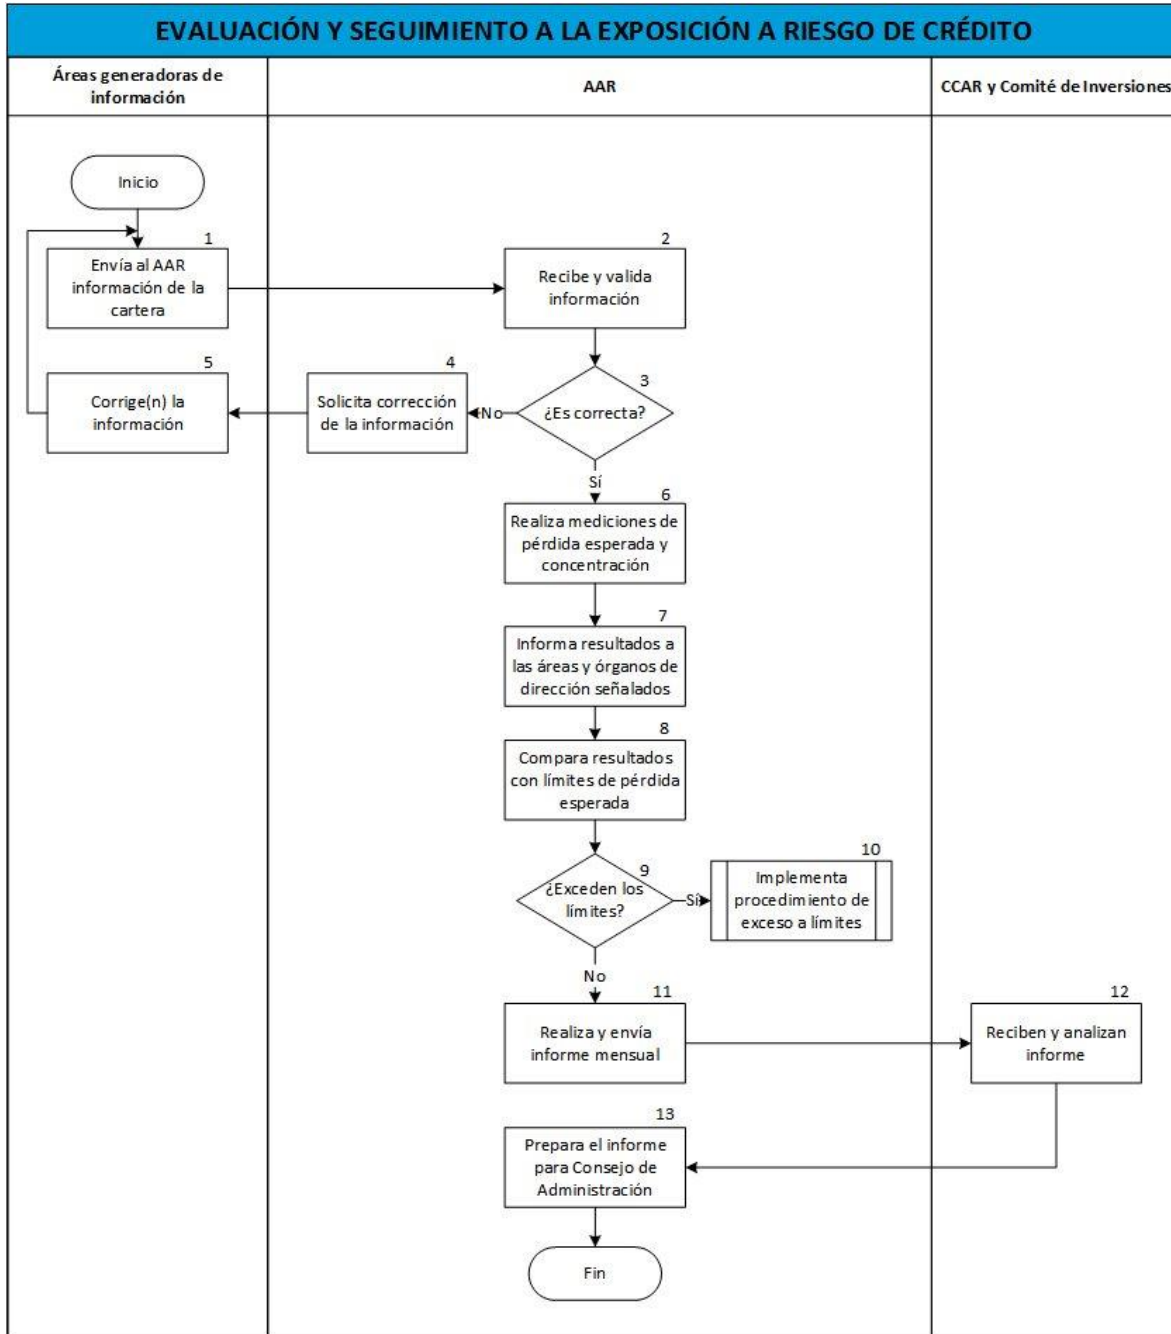 EVALUACIÓN Y SEGUIMIENTO A LA EXPOSICIÓN A RIESGO DE CRÉDITO
Áreas generadoras de
información
AAR
CCAR y Comité de Inversiones
Inicio
1
Envía al AAR
información de la
cartera
2
Recibe y valida
información
3
¿Es correcta?
No
4
Solicita corrección
de la información
5
Corrige(n) la
información
Sí
6
Realiza mediciones de
pérdida esperada y
concentración
7
Informa resultados a
las áreas y órganos de
dirección señalados
8
Compara resultados
con límites de pérdida
esperada
9
¿Exceden los
límites?
Sí
10
Implementa
procedimiento de
exceso a límites
No
11
Realiza y envía
informe mensual
12
Reciben y analizan
informe
13
Prepara el informe
para Consejo de
Administración
Fin